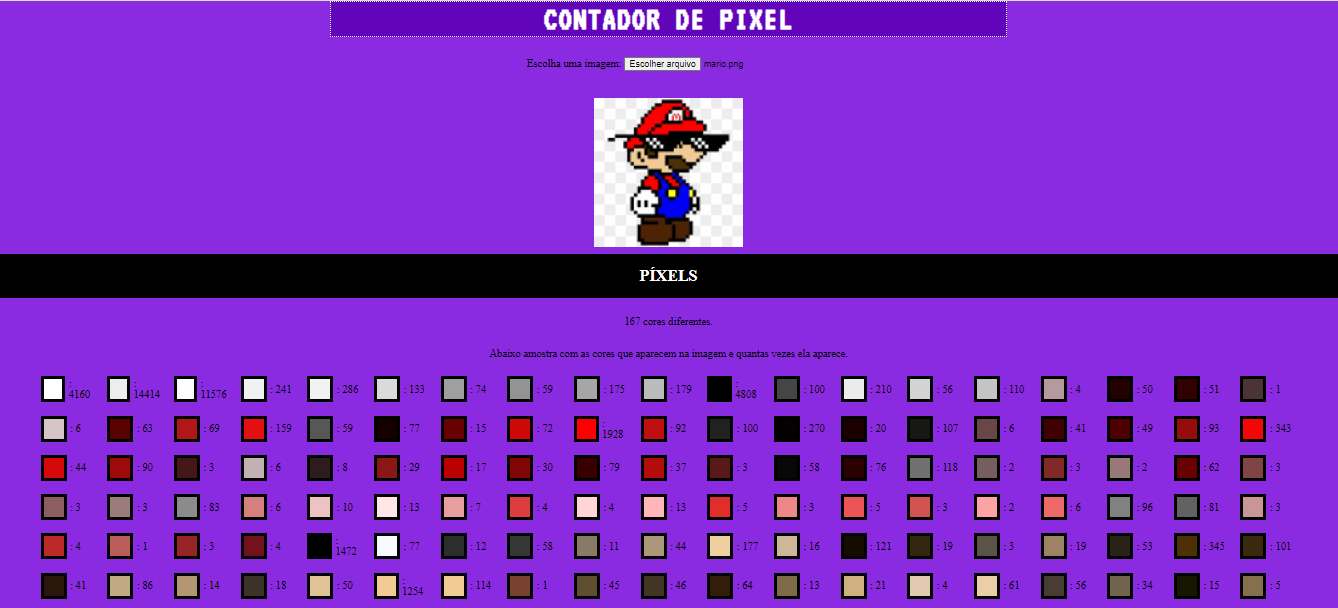 CONTADOR DE PIXEL
Escolha uma imagem: Escolher arquivo mario.png
PÍXELS
167 cores diferentes.
Abaixo amostra com as cores que aparecem na imagem e quantas vezes ela aparece.
: 4160 : 14414 : 11576 : 241 : 286 : 133 : 74 : 59 : 175 : 179 : 4808 : 100 : 210 : 56 : 110 : 4 : 50 : 51 : 1
: 6 : 63 : 69 : 159 : 59 : 77 : 15 : 72 : 1928 : 92 : 100 : 270 : 20 : 107 : 6 : 41 : 49 : 93 : 343
: 44 : 90 : 3 : 6 : 8 : 29 : 17 : 30 : 79 : 37 : 3 : 58 : 76 : 118 : 2 : 3 : 2 : 62 : 3
: 3 : 3 : 83 : 6 : 10 : 13 : 7 : 4 : 4 : 13 : 5 : 3 : 5 : 3 : 2 : 6 : 96 : 81 : 3
: 4 : 1 : 3 : 4 : 1472 : 77 : 12 : 58 : 11 : 44 : 177 : 16 : 121 : 19 : 3 : 19 : 53 : 345 : 101
: 41 : 86 : 14 : 18 : 50 : 1254 : 114 : 1 : 45 : 46 : 64 : 13 : 21 : 4 : 61 : 56 : 34 : 15 : 5